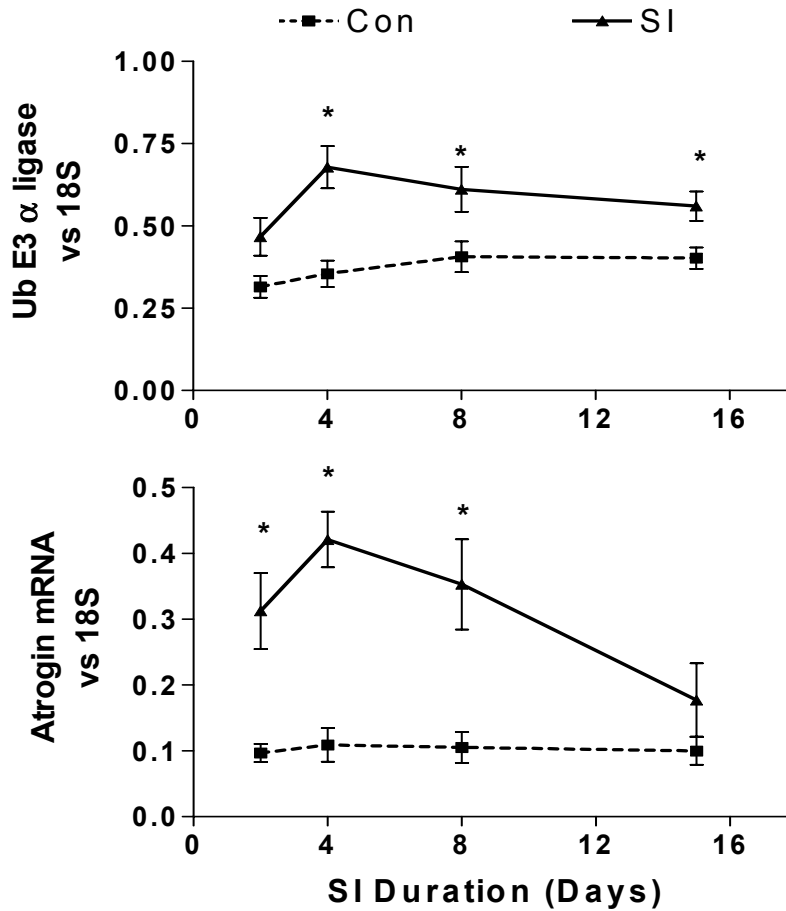 Con SI
1.00
0.75
0.50
0.25
0.00
Ub E3 α ligase
vs 18S
* * * *
0 4 8 12 16
0.5
0.4
0.3
0.2
0.1
0.0
Atrogin mRNA
vs 18S
* * *
0 4 8 12 16
SI Duration (Days)